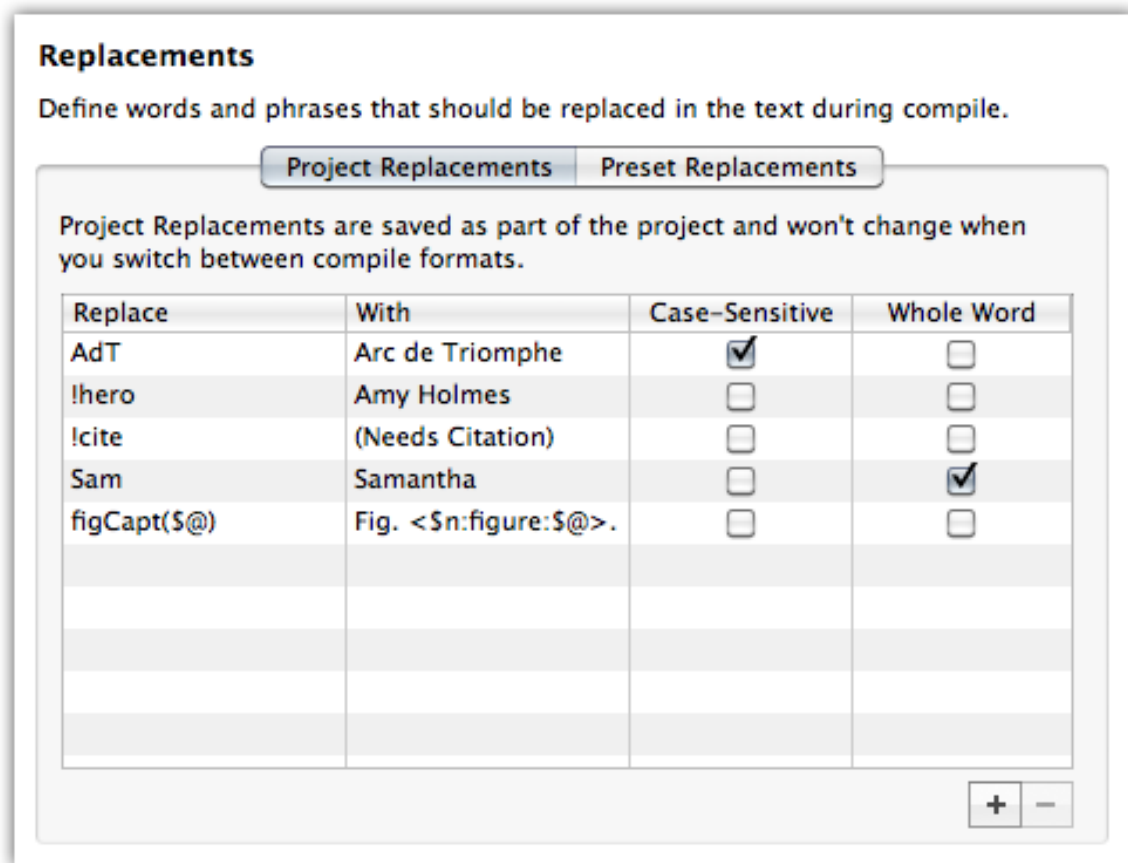 Replacements
Define words and phrases that should be replaced in the text during compile.
Project Replacements Preset Replacements
Project Replacements are saved as part of the project and won't change when
you switch between compile formats.
Replace With Case-Sensitive Whole Word
AdT Arc de Triomphe
!hero Amy Holmes
!cite (Needs Citation)
Sam Samantha
figCapt($@) Fig. <$n:figure:$@>.
+ −